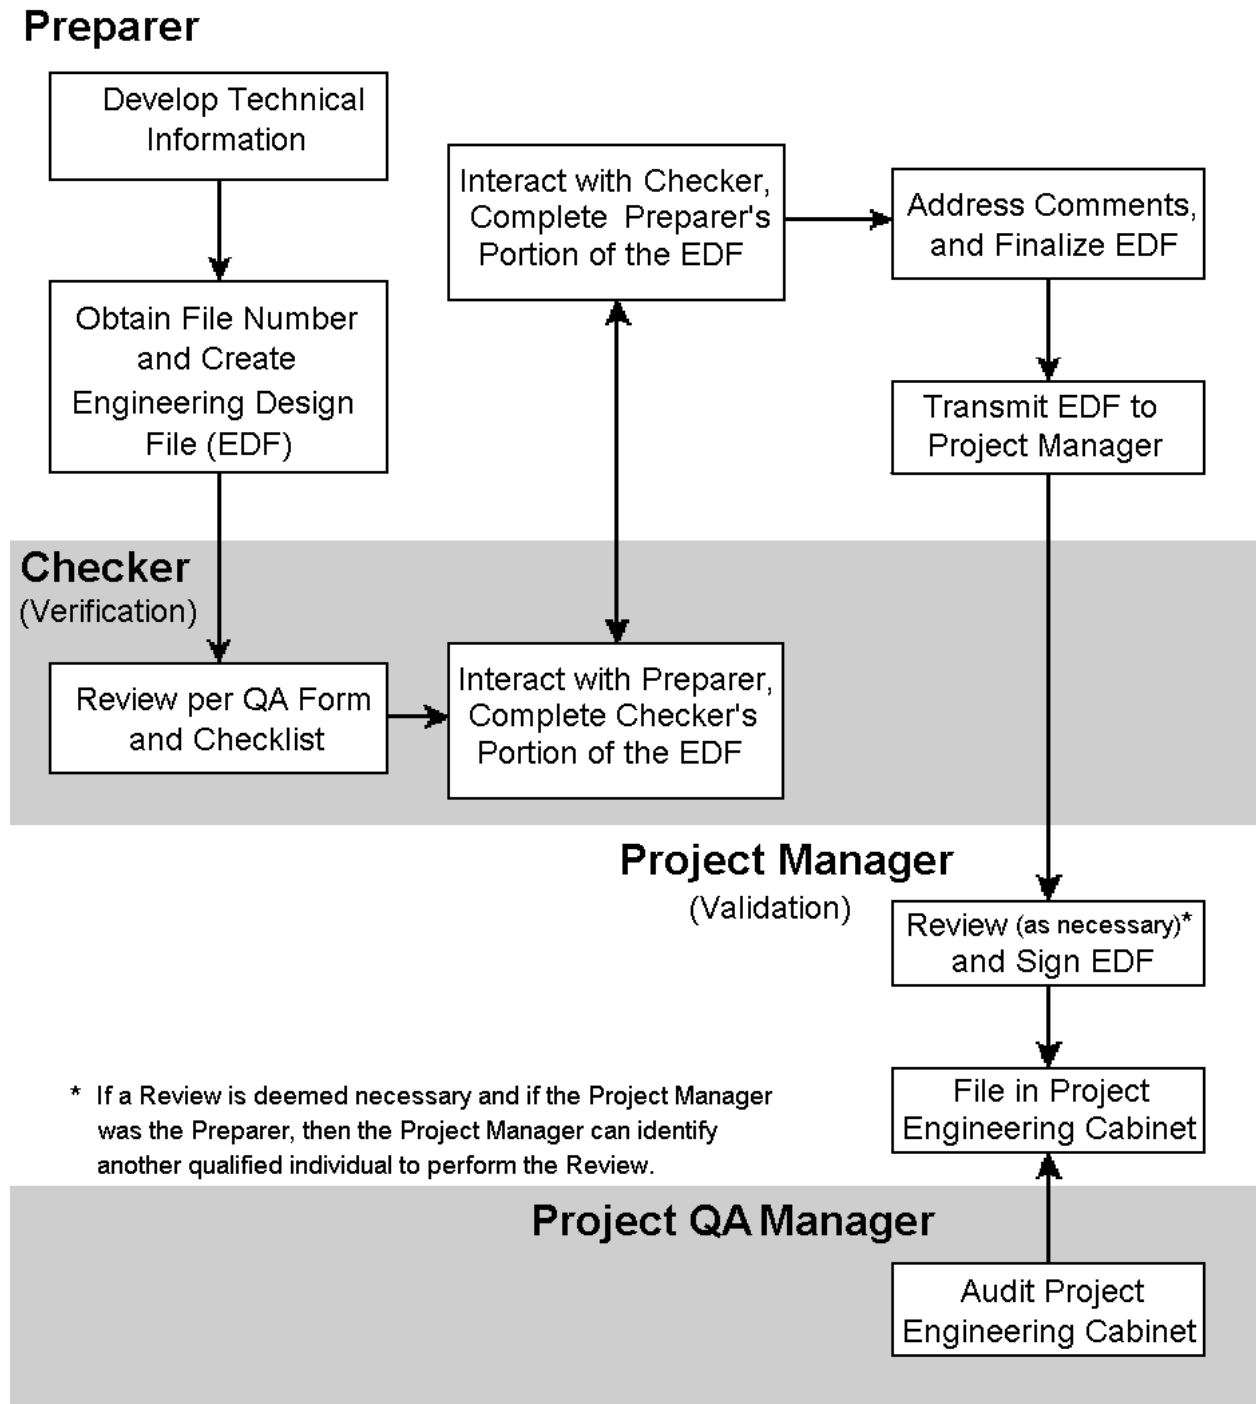 Preparer
Develop Technical
Information
Obtain File Number
and Create
Engineering Design
File (EDF)
Interact with Checker,
Complete Preparer's
Portion of the EDF
Address Comments,
and Finalize EDF
Transmit EDF to
Project Manager
Checker
(Verification)
Review per QA Form
and Checklist
Interact with Preparer,
Complete Checker's
Portion of the EDF
Project Manager
(Validation)
Review (as necessary)*
and Sign EDF
File in Project
Engineering Cabinet
* If a Review is deemed necessary and if the Project Manager
was the Preparer, then the Project Manager can identify
another qualified individual to perform the Review.
Project QA Manager
Audit Project
Engineering Cabinet